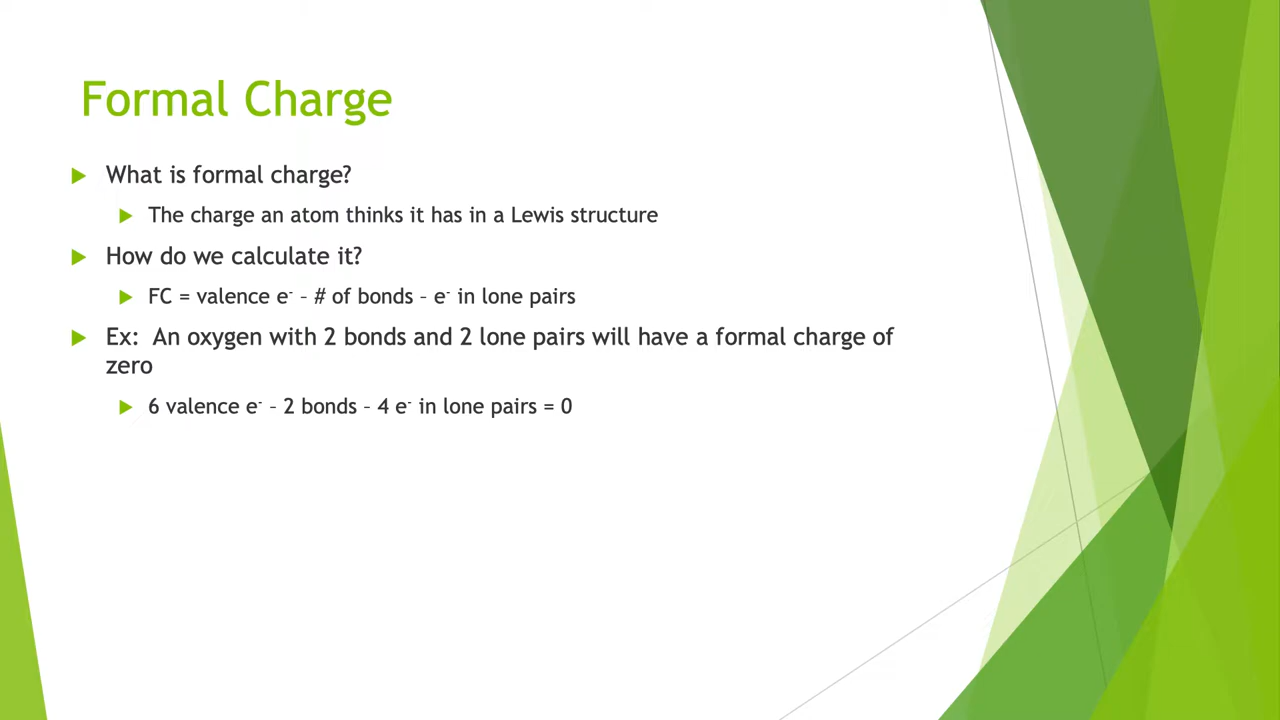 Formal Charge
What is formal charge?
The charge an atom thinks it has in a Lewis structure
How do we calculate it?
FC = valence e⁻ – # of bonds – e⁻ in lone pairs
Ex:  An oxygen with 2 bonds and 2 lone pairs will have a formal charge of
zero
6 valence e⁻ – 2 bonds – 4 e⁻ in lone pairs = 0